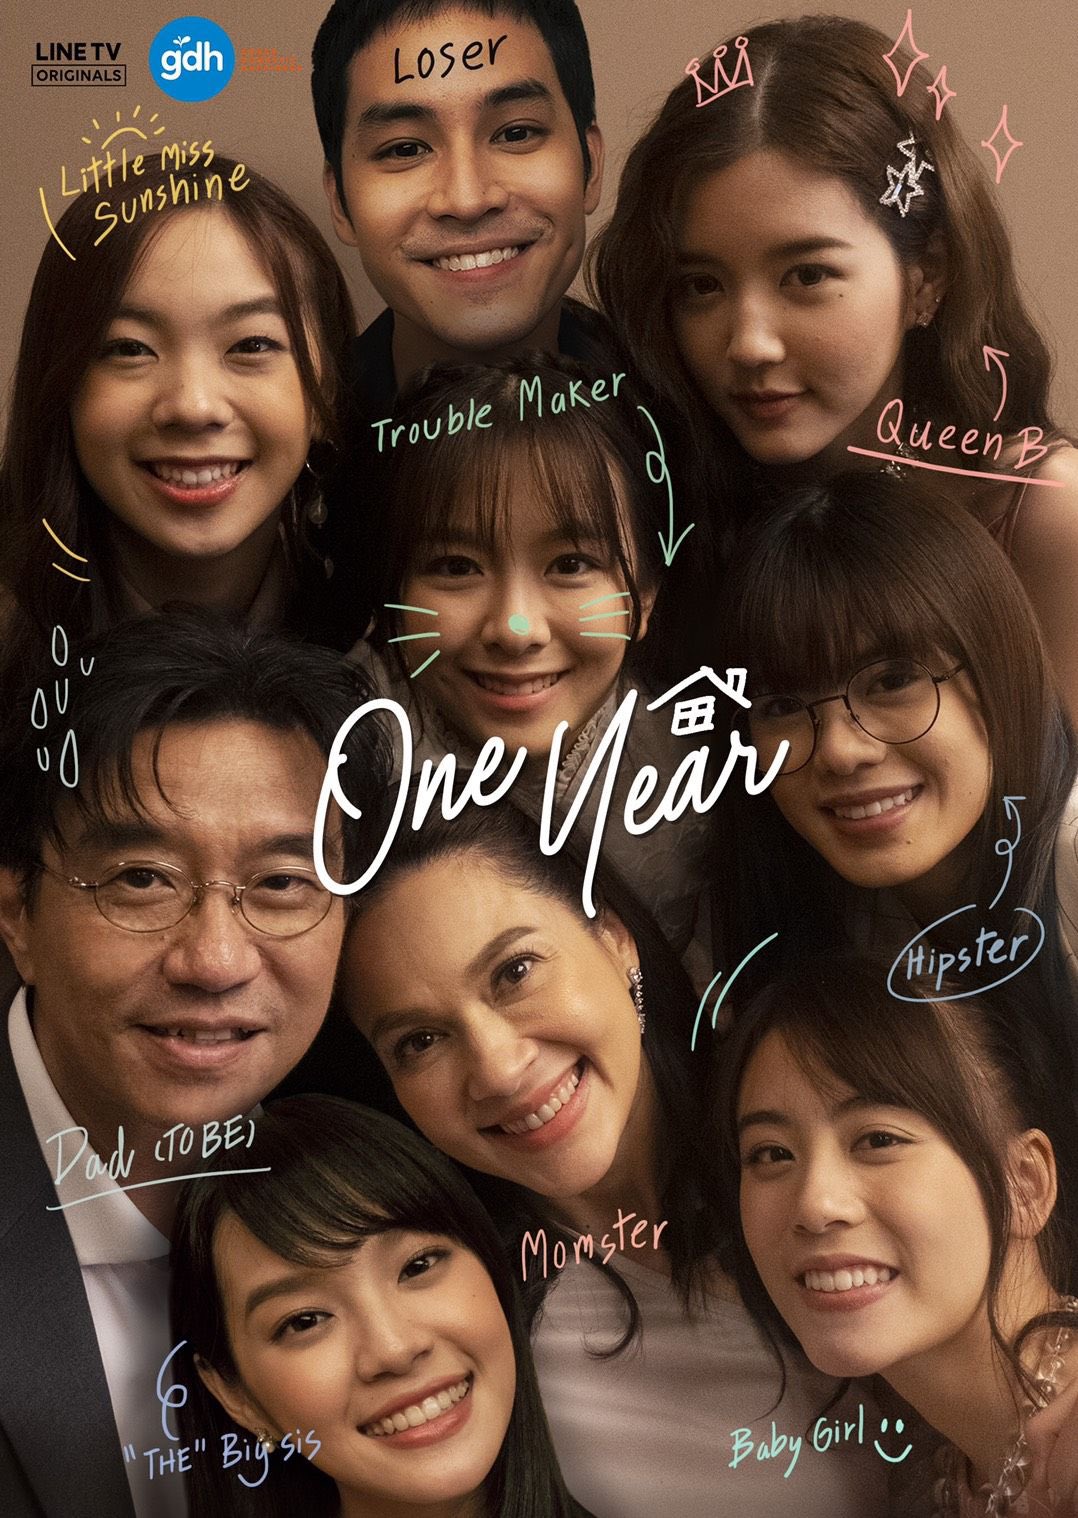 LINE TV
ORIGINALS
gdh
Loser
Little Miss
Sunshine
Trouble Maker
Queen B
One Year
Hipster
Dad (TO BE)
Momster
"THE" Big sis
Baby Girl